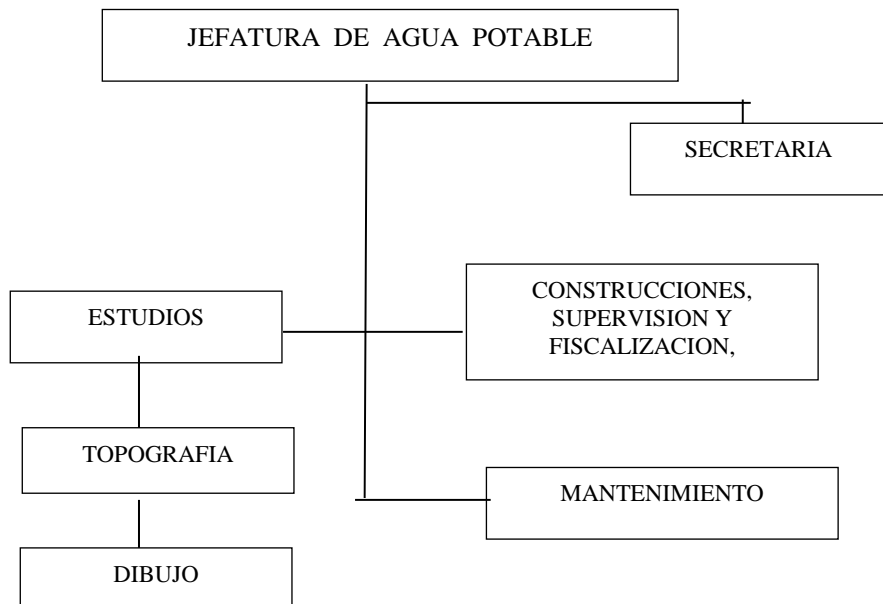 JEFATURA DE AGUA POTABLE
SECRETARIA
CONSTRUCCIONES,
SUPERVISION Y
FISCALIZACION,
ESTUDIOS
TOPOGRAFIA
MANTENIMIENTO
DIBUJO